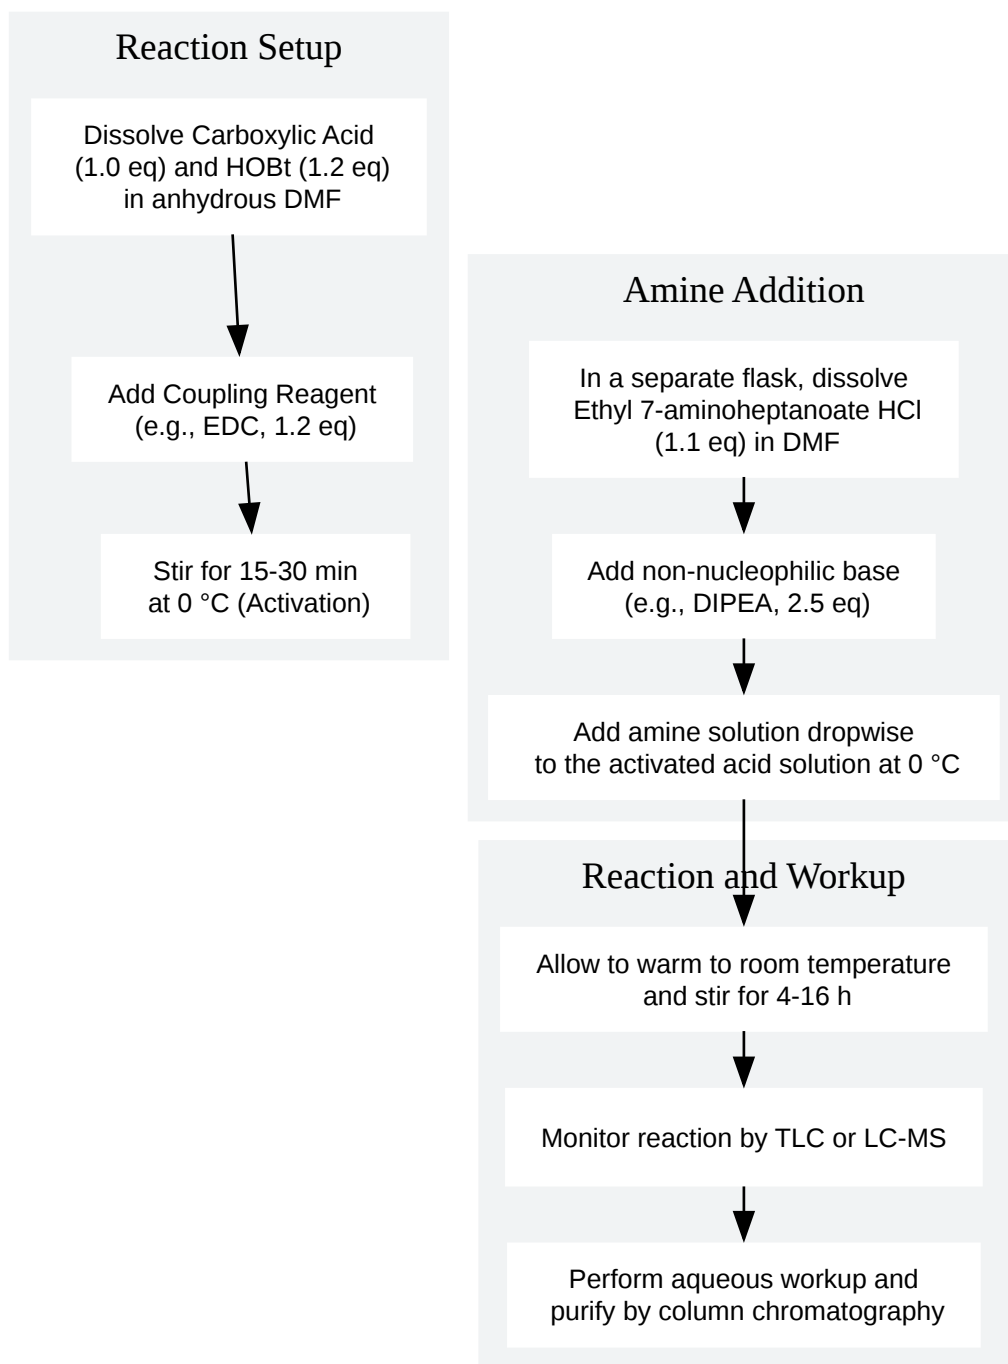 Reaction Setup
Dissolve Carboxylic Acid
(1.0 eq) and HOBt (1.2 eq)
in anhydrous DMF
Add Coupling Reagent
(e.g., EDC, 1.2 eq)
Stir for 15-30 min
at 0 °C (Activation)
Amine Addition
In a separate flask, dissolve
Ethyl 7-aminoheptanoate HCl
(1.1 eq) in DMF
Add non-nucleophilic base
(e.g., DIPEA, 2.5 eq)
Add amine solution dropwise
to the activated acid solution at 0 °C
Reaction and Workup
Allow to warm to room temperature
and stir for 4-16 h
Monitor reaction by TLC or LC-MS
Perform aqueous workup and
purify by column chromatography